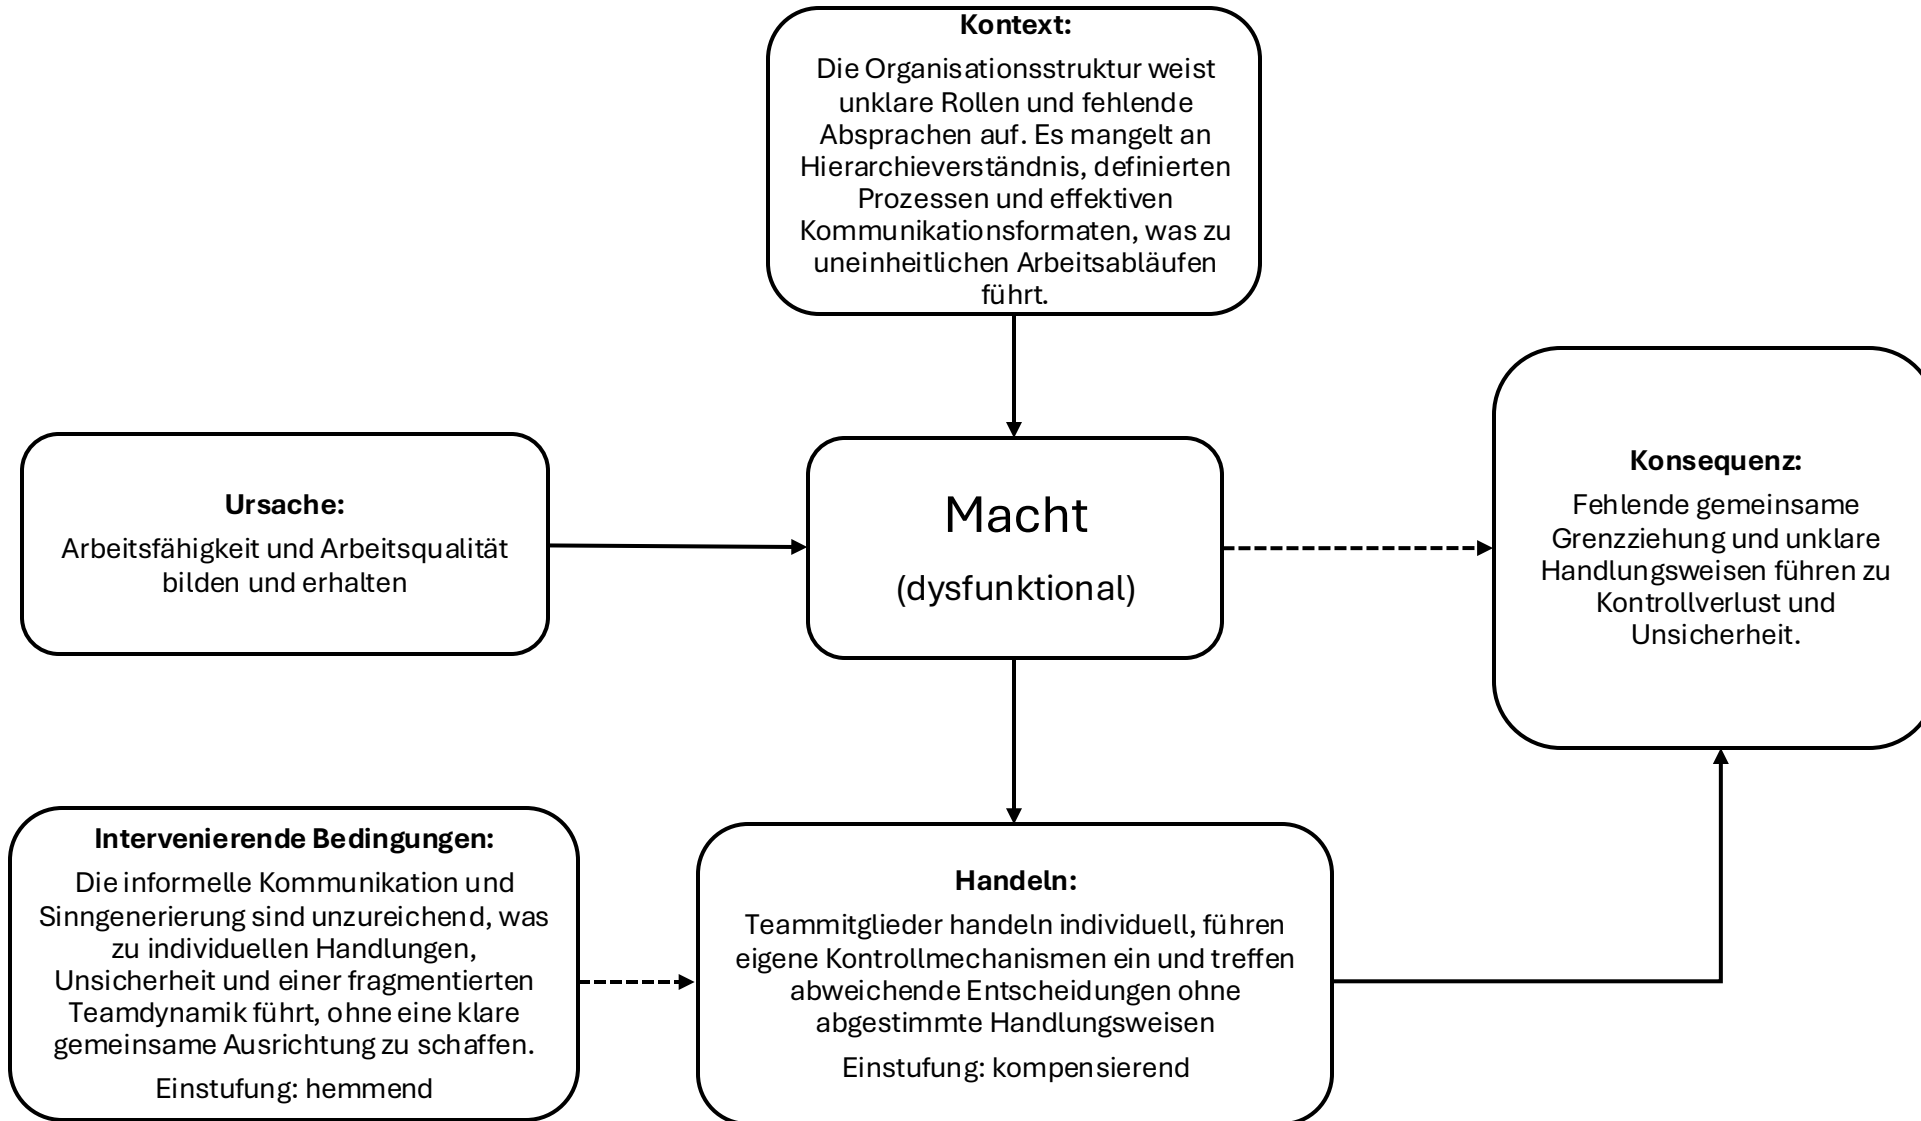 Kontext:
Die Organisationsstruktur weist
unklare Rollen und fehlende
Absprachen auf. Es mangelt an
Hierarchieverständnis, definierten
Prozessen und effektiven
Kommunikationsformaten, was zu
uneinheitlichen Arbeitsabläufen
führt.
Ursache:
Arbeitsfähigkeit und Arbeitsqualität
bilden und erhalten
Macht
(dysfunktional)
Konsequenz:
Fehlende gemeinsame
Grenzziehung und unklare
Handlungsweisen führen zu
Kontrollverlust und
Unsicherheit.
Intervenierende Bedingungen:
Die informelle Kommunikation und
Sinngenerierung sind unzureichend, was
zu individuellen Handlungen,
Unsicherheit und einer fragmentierten
Teamdynamik führt, ohne eine klare
gemeinsame Ausrichtung zu schaffen.
Einstufung: hemmend
Handeln:
Teammitglieder handeln individuell, führen
eigene Kontrollmechanismen ein und treffen
abweichende Entscheidungen ohne
abgestimmte Handlungsweisen
Einstufung: kompensierend